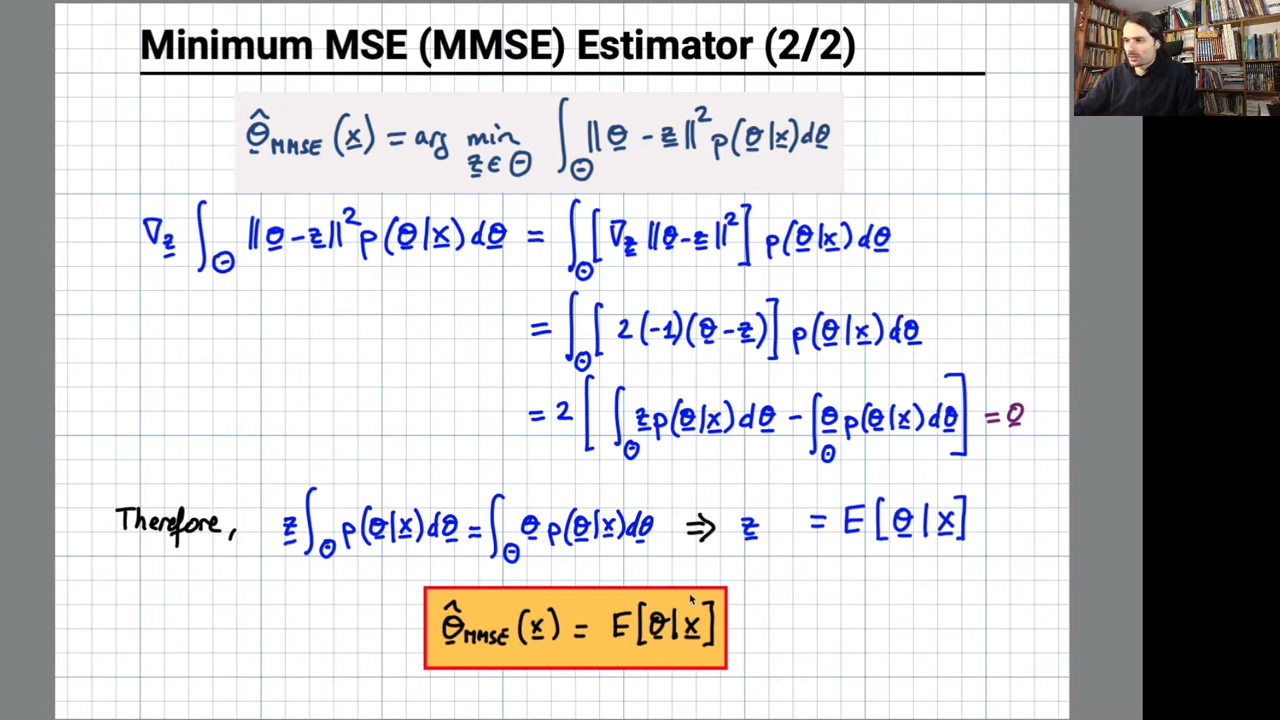 Minimum MSE (MMSE) Estimator (2/2)
θ̲̂_MMSE (x̲) = arg min_{z̲ ∈ Θ} ∫_Θ ‖θ̲ - z̲‖² p(θ̲|x̲) dθ̲
∇_z̲ ∫_Θ ‖θ̲ - z̲‖² p(θ̲|x̲) dθ̲ = ∫_Θ [∇_z̲ ‖θ̲ - z̲‖²] p(θ̲|x̲) dθ̲
= ∫_Θ [2(-1)(θ̲ - z̲)] p(θ̲|x̲) dθ̲
= 2 [∫_Θ z̲ p(θ̲|x̲) dθ̲ - ∫_Θ θ̲ p(θ̲|x̲) dθ̲] = 0̲
Therefore, z̲ ∫_Θ p(θ̲|x̲) dθ̲ = ∫_Θ θ̲ p(θ̲|x̲) dθ̲ ⇒ z̲ = E[θ̲|x̲]
θ̲̂_MMSE (x̲) = E[θ̲|x̲]